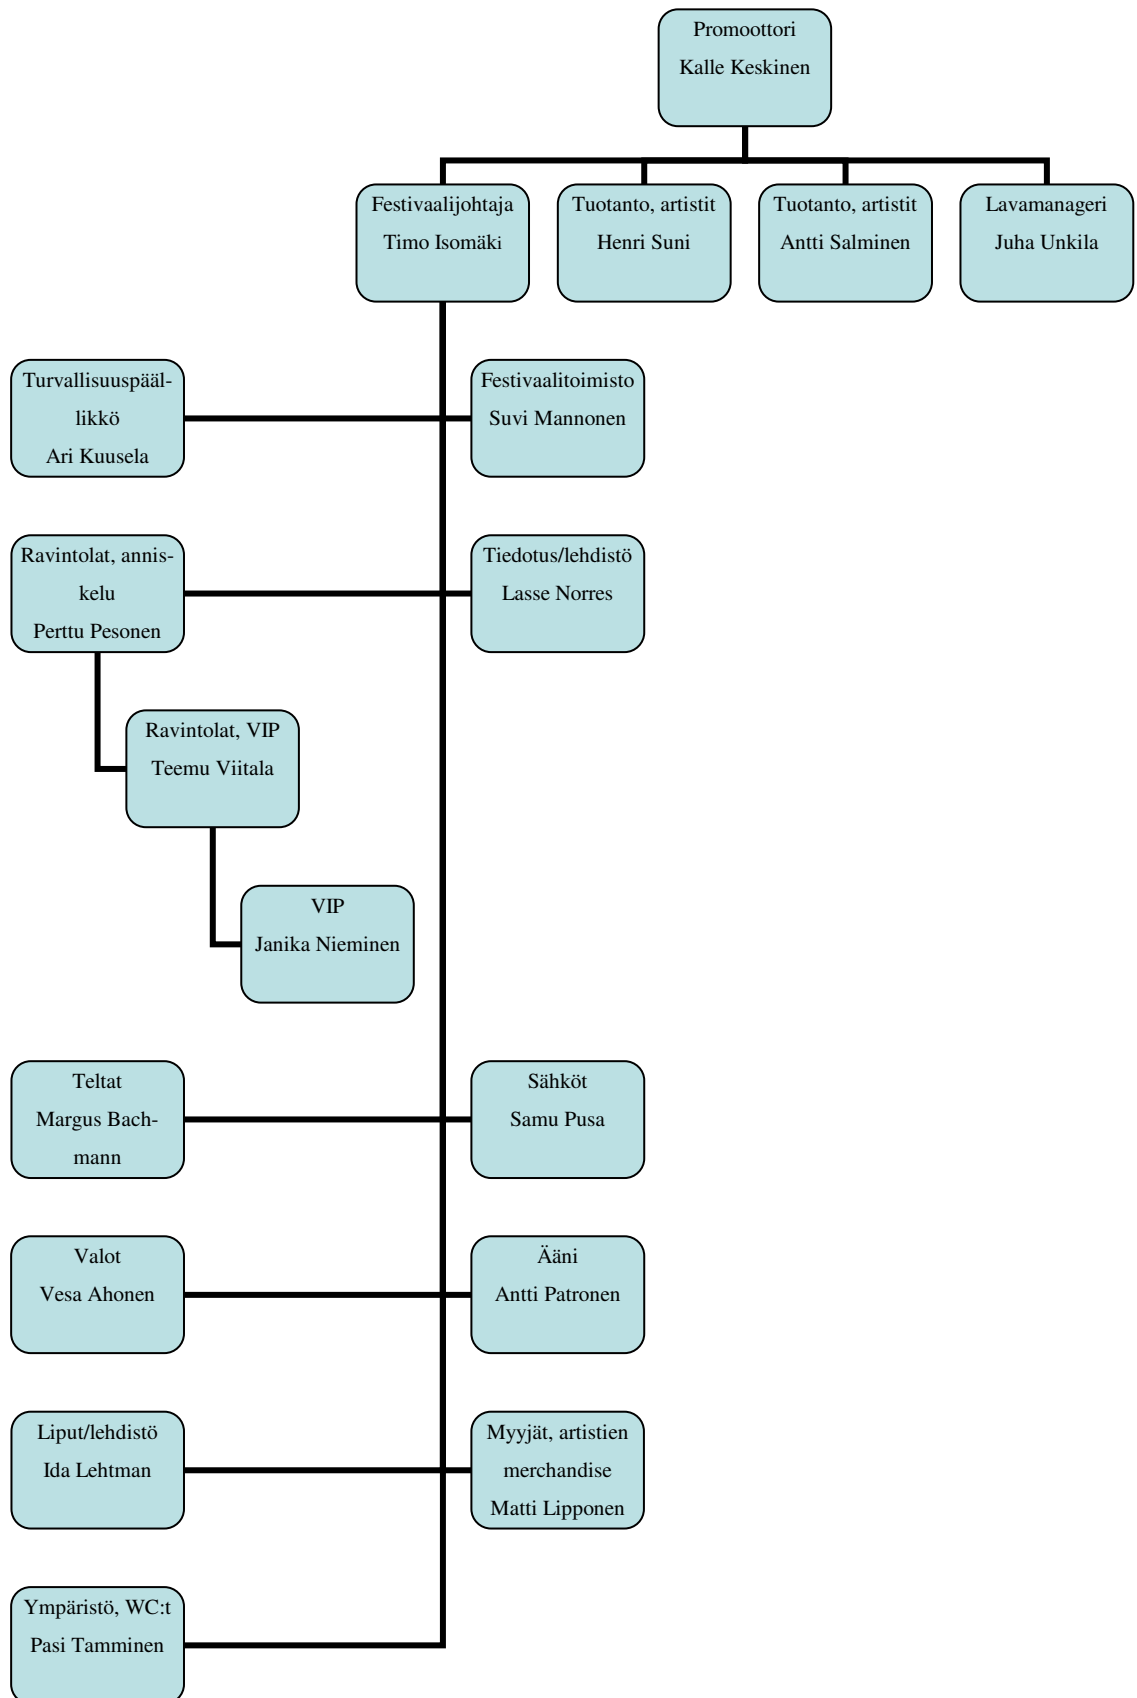 Promoottori
Kalle Keskinen
Festivaalijohtaja
Timo Isomäki
Tuotanto, artistit
Henri Suni
Tuotanto, artistit
Antti Salminen
Lavamanageri
Juha Unkila
Turvallisuuspääl-
likkö
Ari Kuusela
Festivaalitoimisto
Suvi Mannonen
Ravintolat, annis-
kelu
Perttu Pesonen
Tiedotus/lehdistö
Lasse Norres
Ravintolat, VIP
Teemu Viitala
VIP
Janika Nieminen
Teltat
Margus Bach-
mann
Sähköt
Samu Pusa
Valot
Vesa Ahonen
Ääni
Antti Patronen
Liput/lehdistö
Ida Lehtman
Myyjät, artistien
merchandise
Matti Lipponen
Ympäristö, WC:t
Pasi Tamminen